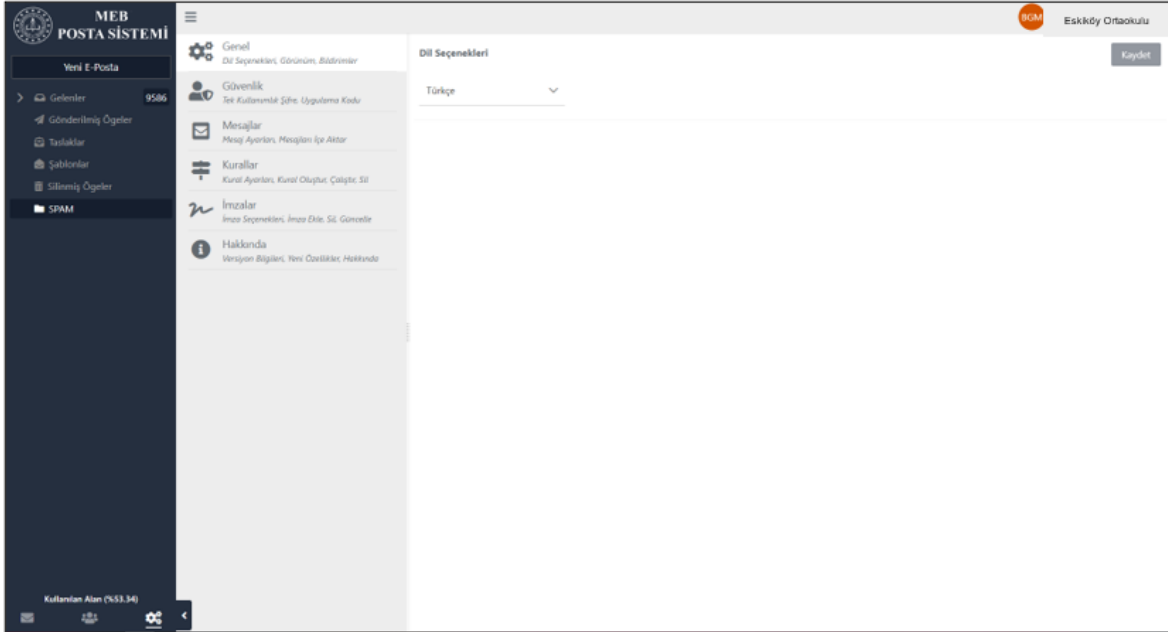 MEB
POSTA SİSTEMİ
Yeni E-Posta
Gelenler 9586
Gönderilmiş Ögeler
Taslaklar
Şablonlar
Silinmiş Ögeler
SPAM
Kullanılan Alan (%53.34)
Genel
Dil Seçenekleri, Görünüm, Bildirimler
Güvenlik
Tek Kullanımlık Şifre, Uygulama Kodu
Mesajlar
Mesaj Ayarları, Mesajları İçe Aktar
Kurallar
Kural Ayarları, Kural Oluştur, Çalıştır, Sil
İmzalar
İmza Seçenekleri, İmza Ekle, Sil, Güncelle
Hakkında
Versiyon Bilgileri, Yeni Özellikler, Hakkında
BGM Eskiköy Ortaokulu
Dil Seçenekleri
Kaydet
Türkçe